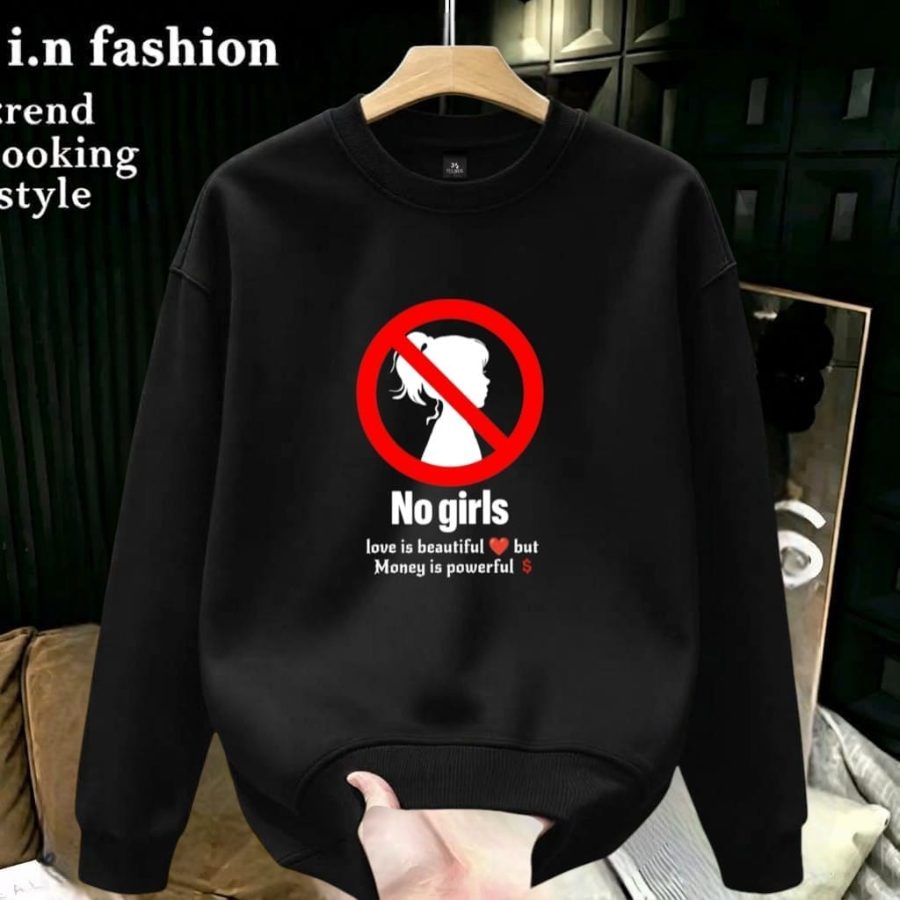 i.n fashion
trend
ooking
style
No girls
love is beautiful ❤️ but
Money is powerful $